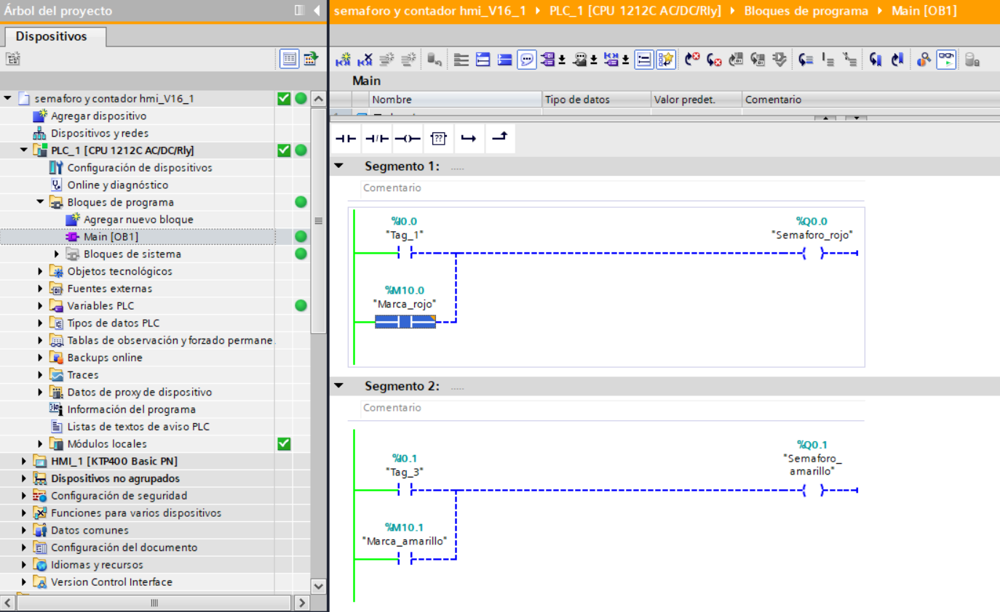 Árbol del proyecto
semaforo y contador hmi_V16_1 PLC_1 [CPU 1212C AC/DC/Rly] Bloques de programa Main [OB1]
Dispositivos
semaforo y contador hmi_V16_1
Agregar dispositivo
Dispositivos y redes
PLC_1 [CPU 1212C AC/DC/Rly]
Configuración de dispositivos
Online y diagnóstico
Bloques de programa
Agregar nuevo bloque
Main [OB1]
Bloques de sistema
Objetos tecnológicos
Fuentes externas
Variables PLC
Tipos de datos PLC
Tablas de observación y forzado permane
Backups online
Traces
Datos de proxy de dispositivo
Información del programa
Listas de textos de aviso PLC
Módulos locales
HMI_1 [KTP400 Basic PN]
Dispositivos no agrupados
Configuración de seguridad
Funciones para varios dispositivos
Datos comunes
Configuración del documento
Idiomas y recursos
Version Control Interface
Main
Nombre Tipo de datos Valor predet. Comentario
??
Segmento 1: .....
Comentario
%I0.0
"Tag_1"
%Q0.0
"Semaforo_rojo"
%M10.0
"Marca_rojo"
Segmento 2: .....
Comentario
%I0.1
"Tag_3"
%Q0.1
"Semaforo_
amarillo"
%M10.1
"Marca_amarillo"